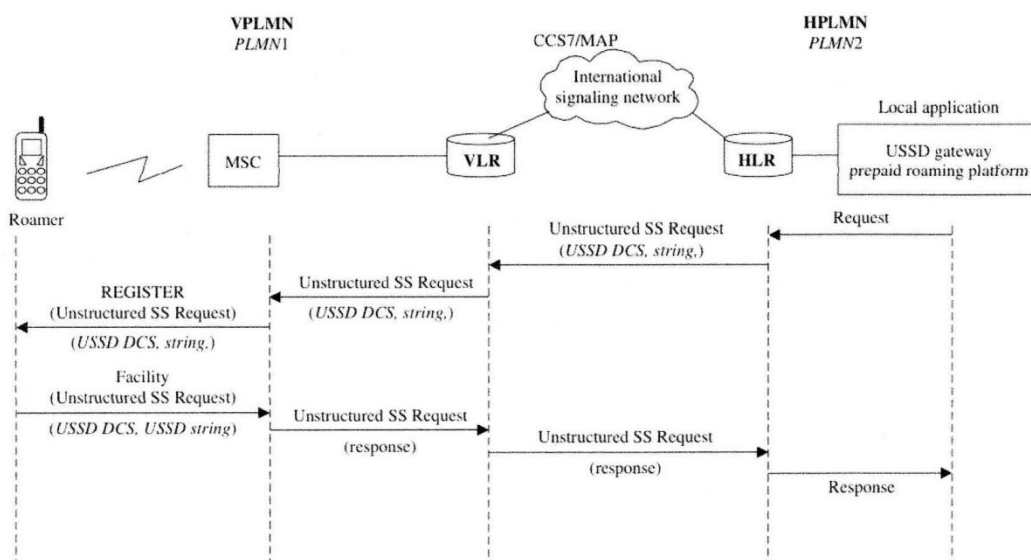 VPLMN
PLMN1
HPLMN
PLMN2
CCS7/MAP
International
signaling network
Local application
MSC
VLR
HLR
USSD gateway
prepaid roaming platform
Roamer
Request
Unstructured SS Request
(USSD DCS, string,)
Unstructured SS Request
(USSD DCS, string,)
REGISTER
(Unstructured SS Request)
(USSD DCS, string,)
Facility
(Unstructured SS Request)
(USSD DCS, USSD string)
Unstructured SS Request
(response)
Unstructured SS Request
(response)
Response